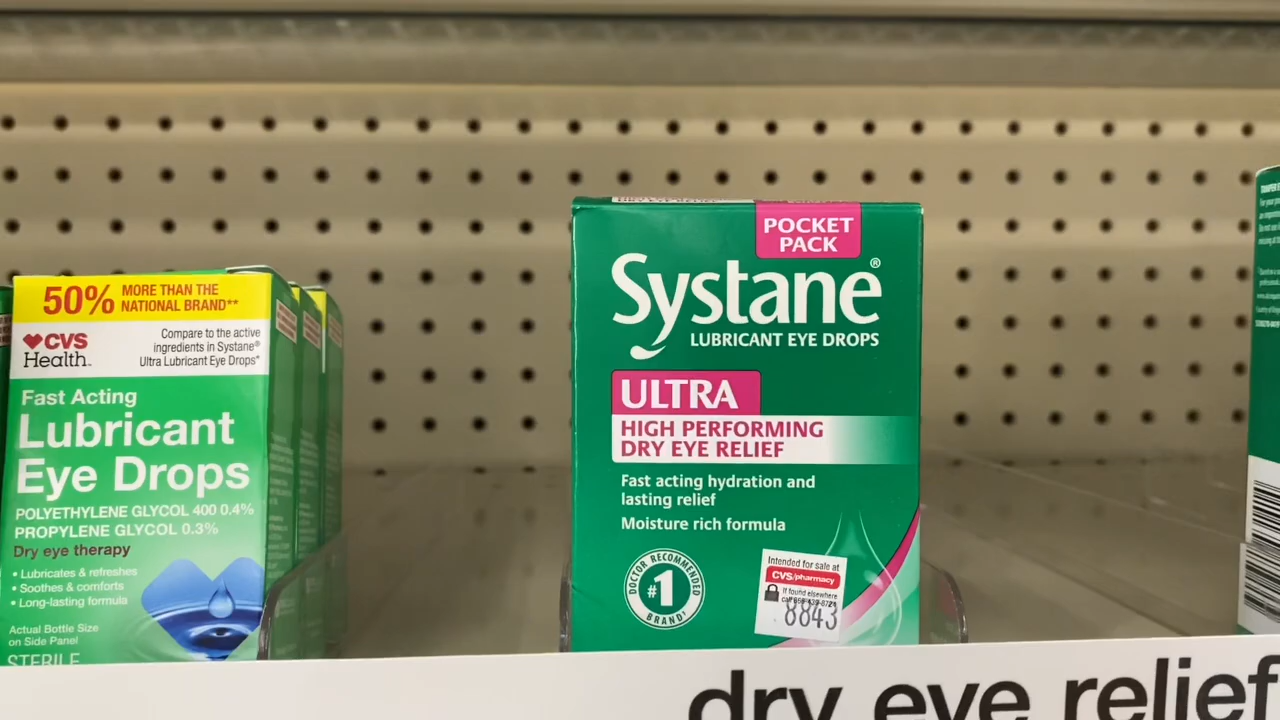 50% MORE THAN THE
NATIONAL BRAND**
CVS
Health™
Compare to the active
ingredients in Systane®
Ultra Lubricant Eye Drops*
Fast Acting
Lubricant
Eye Drops
POLYETHYLENE GLYCOL 400 0.4%
PROPYLENE GLYCOL 0.3%
Dry eye therapy
• Lubricates & refreshes
• Soothes & comforts
• Long-lasting formula
Actual Bottle Size
on Side Panel
STERILE
POCKET
PACK
Systane®
LUBRICANT EYE DROPS
ULTRA
HIGH PERFORMING
DRY EYE RELIEF
Fast acting hydration and
lasting relief
Moisture rich formula
DOCTOR RECOMMENDED
#1
BRAND
Intended for sale at
CVS/pharmacy
If found elsewhere
8843
dry eye relief